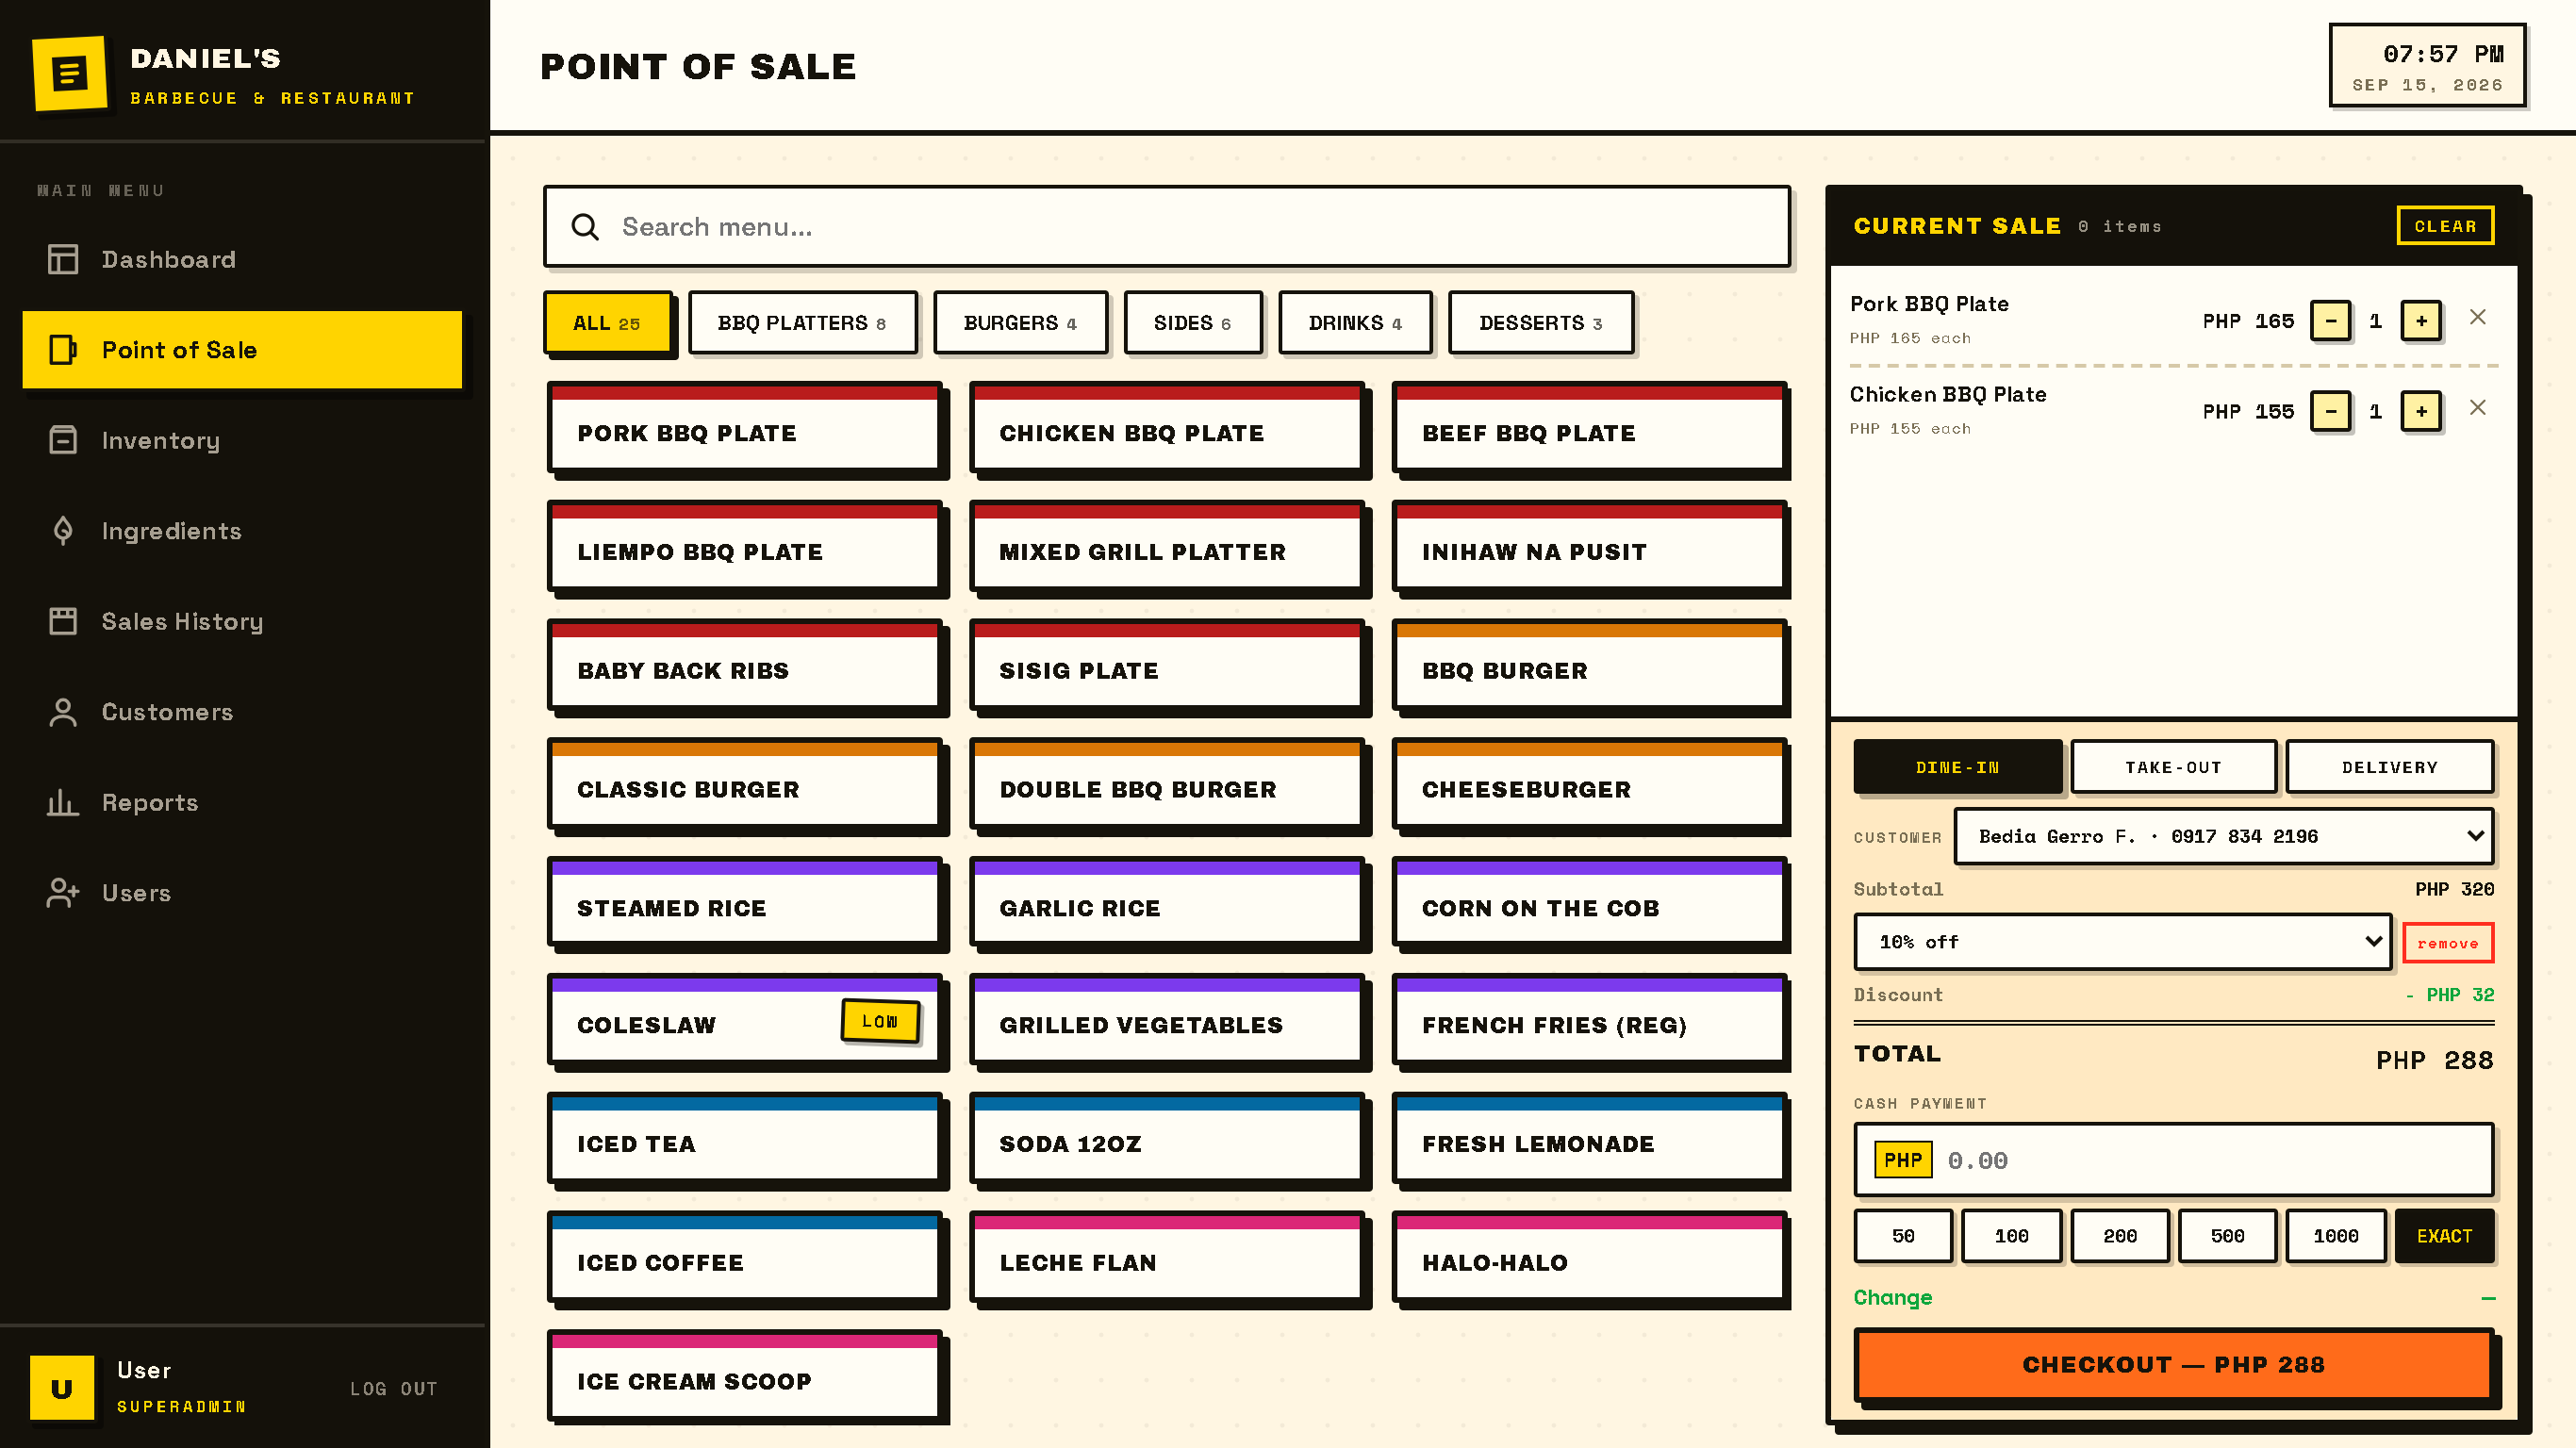 DANIEL'S
BARBECUE & RESTAURANT
MAIN MENU
Dashboard
Point of Sale
Inventory
Ingredients
Sales History
Customers
Reports
Users
U
User
SUPERADMIN
LOG OUT
POINT OF SALE
07:57 PM
SEP 15, 2026
Search menu...
ALL 25
BBQ PLATTERS 8
BURGERS 4
SIDES 6
DRINKS 4
DESSERTS 3
PORK BBQ PLATE
CHICKEN BBQ PLATE
BEEF BBQ PLATE
LIEMPO BBQ PLATE
MIXED GRILL PLATTER
INIHAW NA PUSIT
BABY BACK RIBS
SISIG PLATE
BBQ BURGER
CLASSIC BURGER
DOUBLE BBQ BURGER
CHEESEBURGER
STEAMED RICE
GARLIC RICE
CORN ON THE COB
COLESLAW
LOW
GRILLED VEGETABLES
FRENCH FRIES (REG)
ICED TEA
SODA 12OZ
FRESH LEMONADE
ICED COFFEE
LECHE FLAN
HALO-HALO
ICE CREAM SCOOP
CURRENT SALE 0 items
CLEAR
Pork BBQ Plate
PHP 165 each
PHP 165 − 1 + ×
Chicken BBQ Plate
PHP 155 each
PHP 155 − 1 + ×
DINE-IN
TAKE-OUT
DELIVERY
CUSTOMER Bedia Gerro F. · 0917 834 2196
Subtotal PHP 320
10% off
remove
Discount - PHP 32
TOTAL PHP 288
CASH PAYMENT
PHP 0.00
50
100
200
500
1000
EXACT
Change —
CHECKOUT — PHP 288